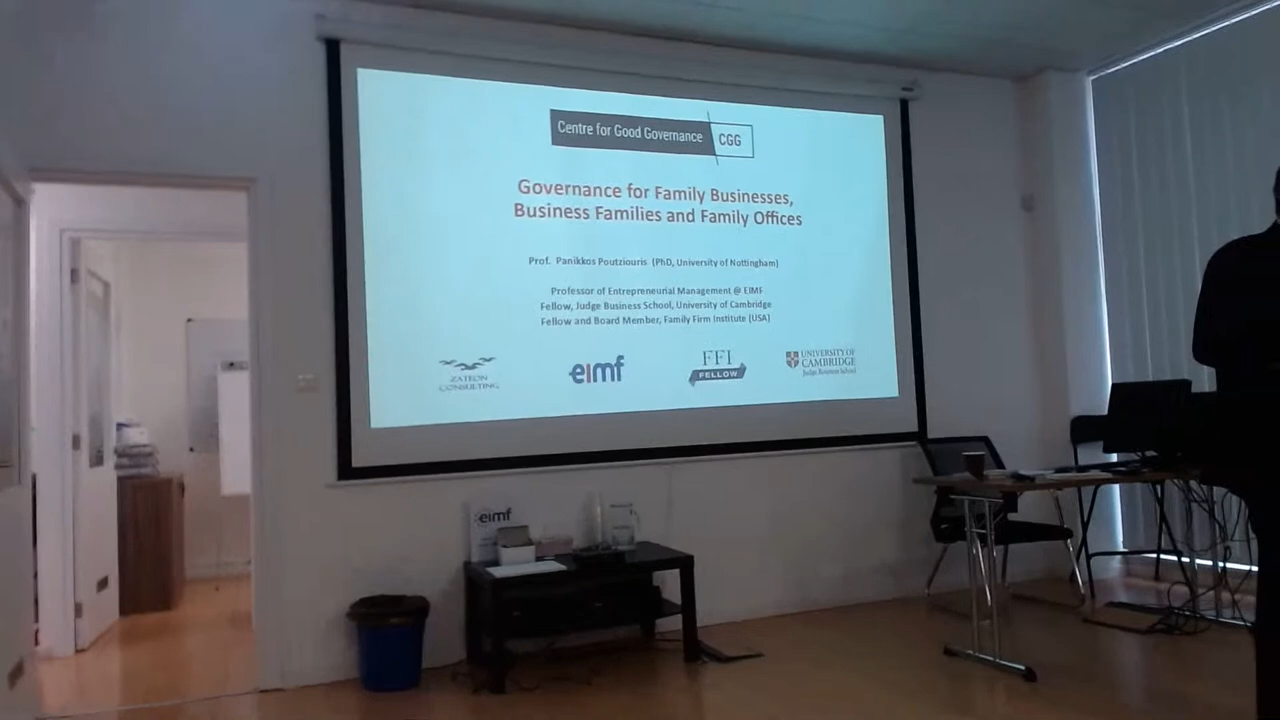 Centre for Good Governance CGG
Governance for Family Businesses,
Business Families and Family Offices
Prof. Panikkos Poutziouris (PhD, University of Nottingham)
Professor of Entrepreneurial Management @ EIMF
Fellow, Judge Business School, University of Cambridge
Fellow and Board Member, Family Firm Institute (USA)
ZATEON
CONSULTING
eimf
FFI
FELLOW
UNIVERSITY OF
CAMBRIDGE
Judge Business School
eimf